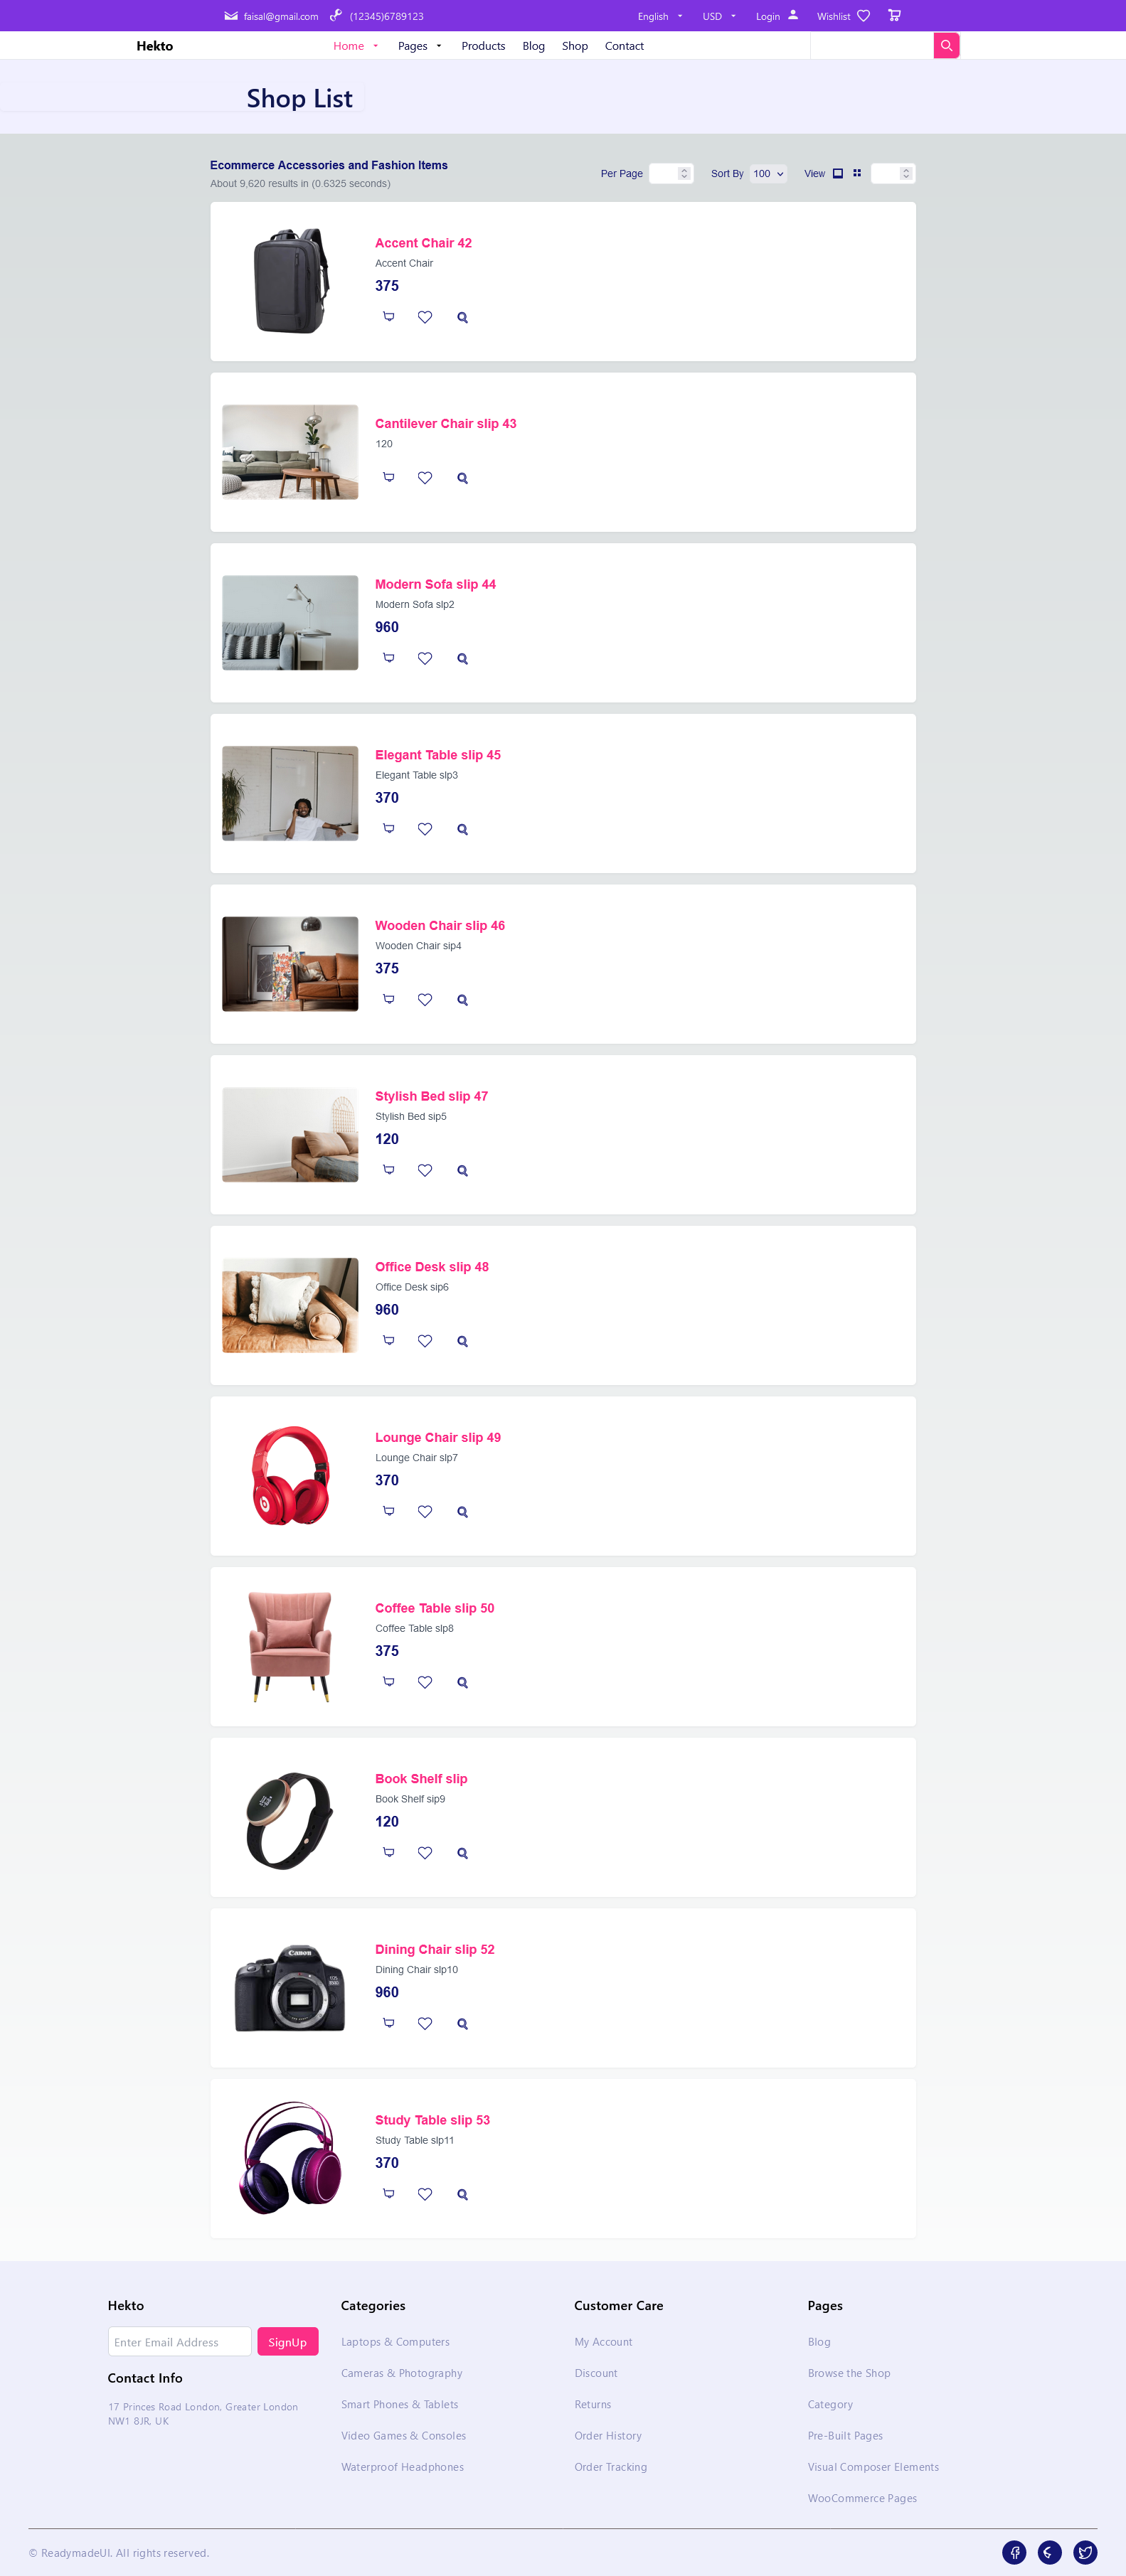 faisal@gmail.com (12345)6789123 English USD Login Wishlist
Hekto Home Pages Products Blog Shop Contact
Shop List
Ecommerce Accessories and Fashion Items
About 9,620 results in (0.6325 seconds)
Per Page Sort By 100 View
Accent Chair 42
Accent Chair
375
Cantilever Chair slip 43
120
Modern Sofa slip 44
Modern Sofa slp2
960
Elegant Table slip 45
Elegant Table slp3
370
Wooden Chair slip 46
Wooden Chair sip4
375
Stylish Bed slip 47
Stylish Bed sip5
120
Office Desk slip 48
Office Desk sip6
960
Lounge Chair slip 49
Lounge Chair slp7
370
Coffee Table slip 50
Coffee Table slp8
375
Book Shelf slip
Book Shelf sip9
120
Canon
Dining Chair slip 52
Dining Chair slp10
960
Study Table slip 53
Study Table slp11
370
Hekto
Enter Email Address SignUp
Contact Info
17 Princes Road London, Greater London
NW1 8JR, UK
Categories
Laptops & Computers
Cameras & Photography
Smart Phones & Tablets
Video Games & Consoles
Waterproof Headphones
Customer Care
My Account
Discount
Returns
Order History
Order Tracking
Pages
Blog
Browse the Shop
Category
Pre-Built Pages
Visual Composer Elements
WooCommerce Pages
© ReadymadeUI. All rights reserved.